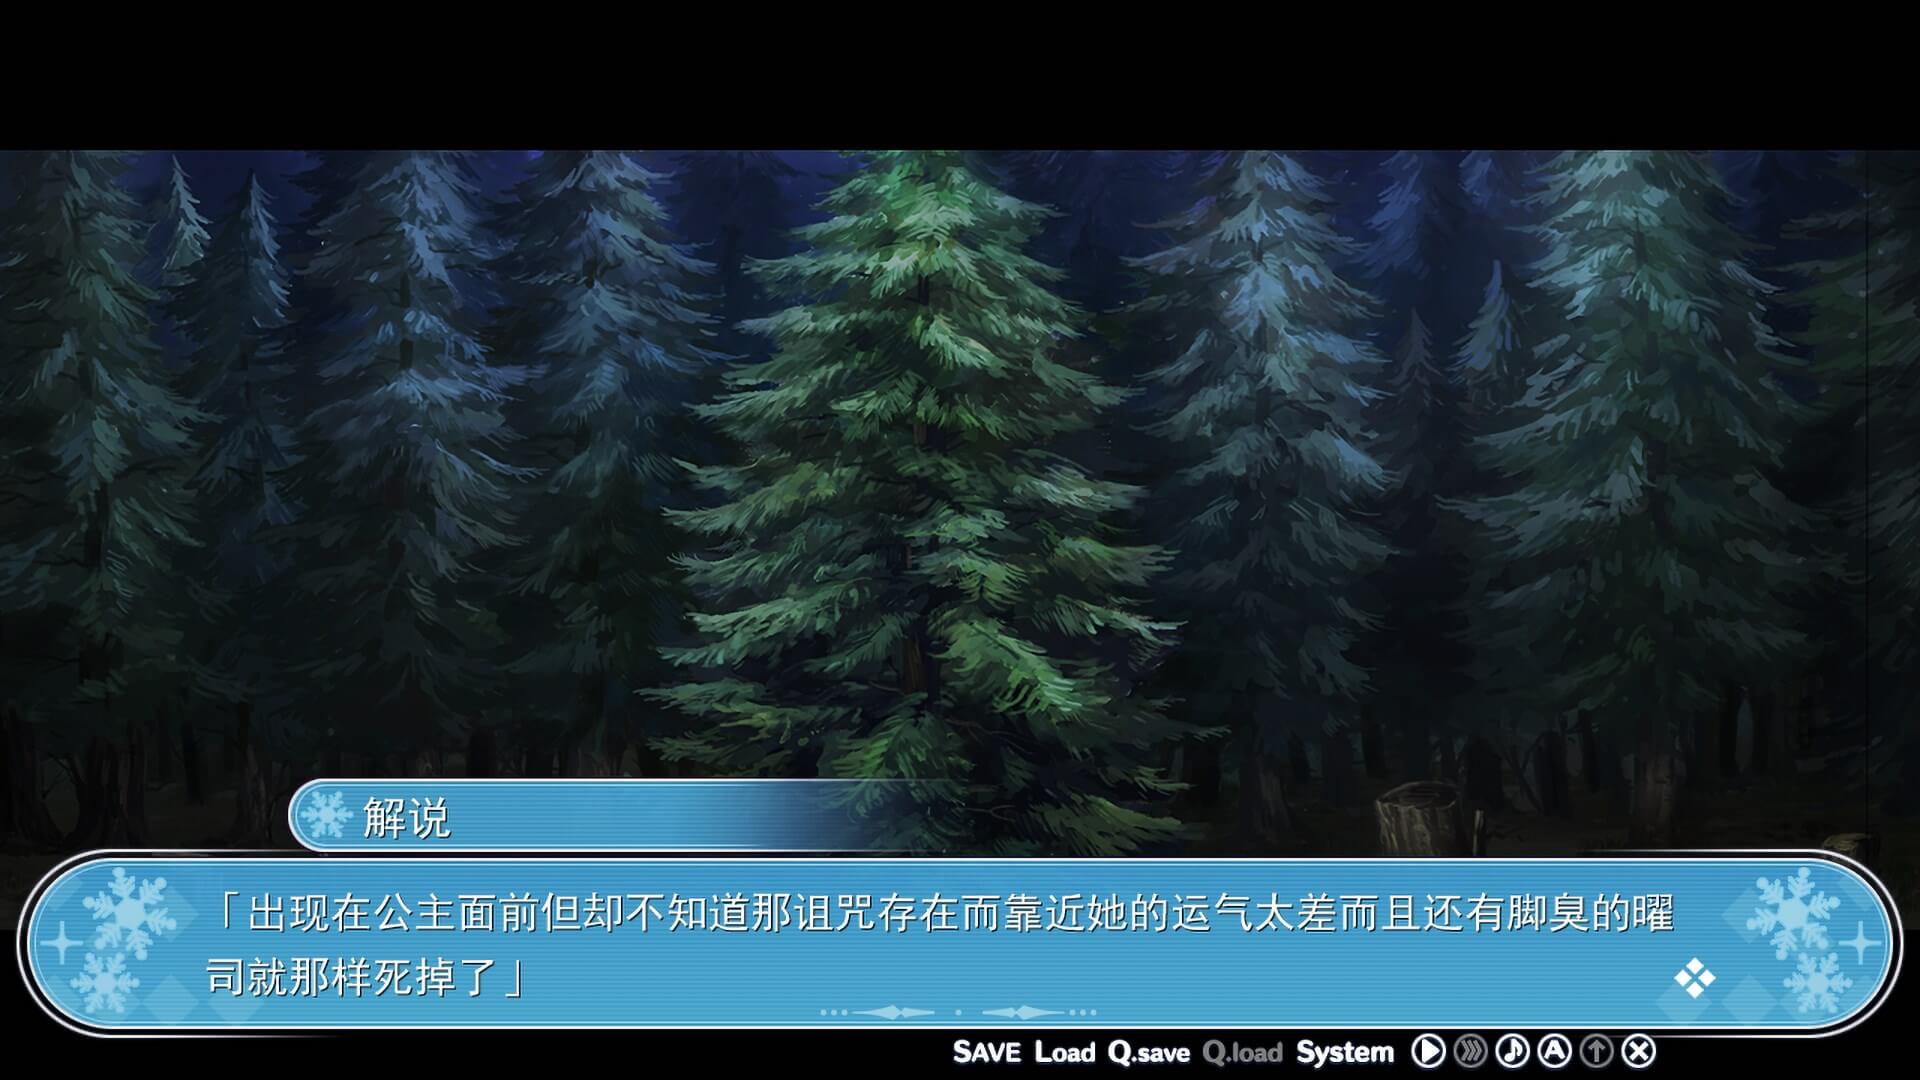 解说
「出现在公主面前但却不知道那诅咒存在而靠近她的运气太差而且还有脚臭的曜
司就那样死掉了」
SAVE Load Q.save Q.load System